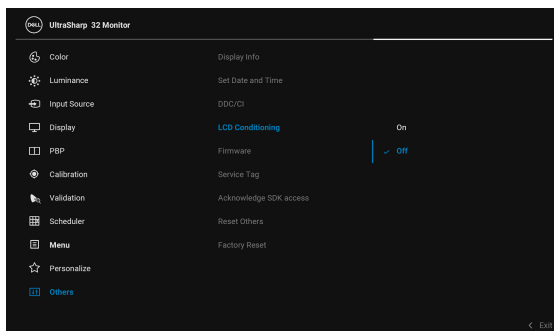 DELL UltraSharp 32 Monitor
Color
Display Info
Luminance
Set Date and Time
Input Source
DDC/CI
Display
LCD Conditioning
On
PBP
Firmware
Off
Calibration
Service Tag
Validation
Acknowledge SDK access
Scheduler
Reset Others
Menu
Factory Reset
Personalize
Others
Exit